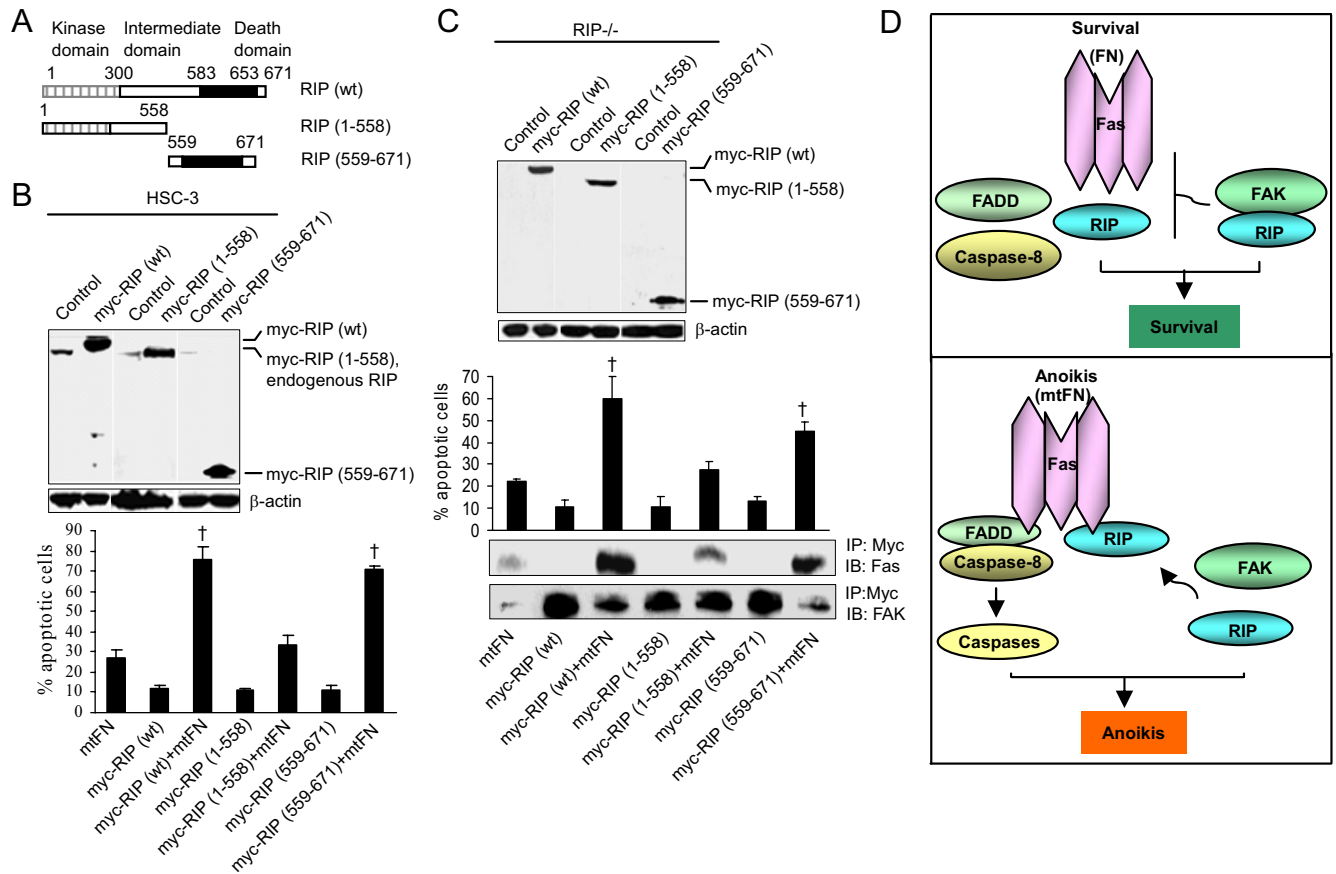 A
Kinase domain
Intermediate domain
Death domain
1 300 583 653 671
RIP (wt)
1 558
RIP (1-558)
559 671
RIP (559-671)
B
HSC-3
Control
myc-RIP (wt)
Control
myc-RIP (1-558)
Control
myc-RIP (559-671)
myc-RIP (wt)
myc-RIP (1-558),
endogenous RIP
myc-RIP (559-671)
β-actin
% apoptotic cells
90
80
70
60
50
40
30
20
10
0
†
†
mtFN
myc-RIP (wt)
myc-RIP (wt)+mtFN
myc-RIP (1-558)
myc-RIP (1-558)+mtFN
myc-RIP (559-671)
myc-RIP (559-671)+mtFN
C
RIP-/-
Control
myc-RIP (wt)
Control
myc-RIP (1-558)
Control
myc-RIP (559-671)
myc-RIP (wt)
myc-RIP (1-558)
myc-RIP (559-671)
β-actin
% apoptotic cells
70
60
50
40
30
20
10
0
†
†
IP: Myc
IB: Fas
IP:Myc
IB: FAK
mtFN
myc-RIP (wt)
myc-RIP (wt)+mtFN
myc-RIP (1-558)
myc-RIP (1-558)+mtFN
myc-RIP (559-671)
myc-RIP (559-671)+mtFN
D
Survival
(FN)
Fas
FADD
RIP
Caspase-8
FAK
RIP
Survival
Anoikis
(mtFN)
Fas
FADD
Caspase-8
RIP
FAK
RIP
Caspases
Anoikis